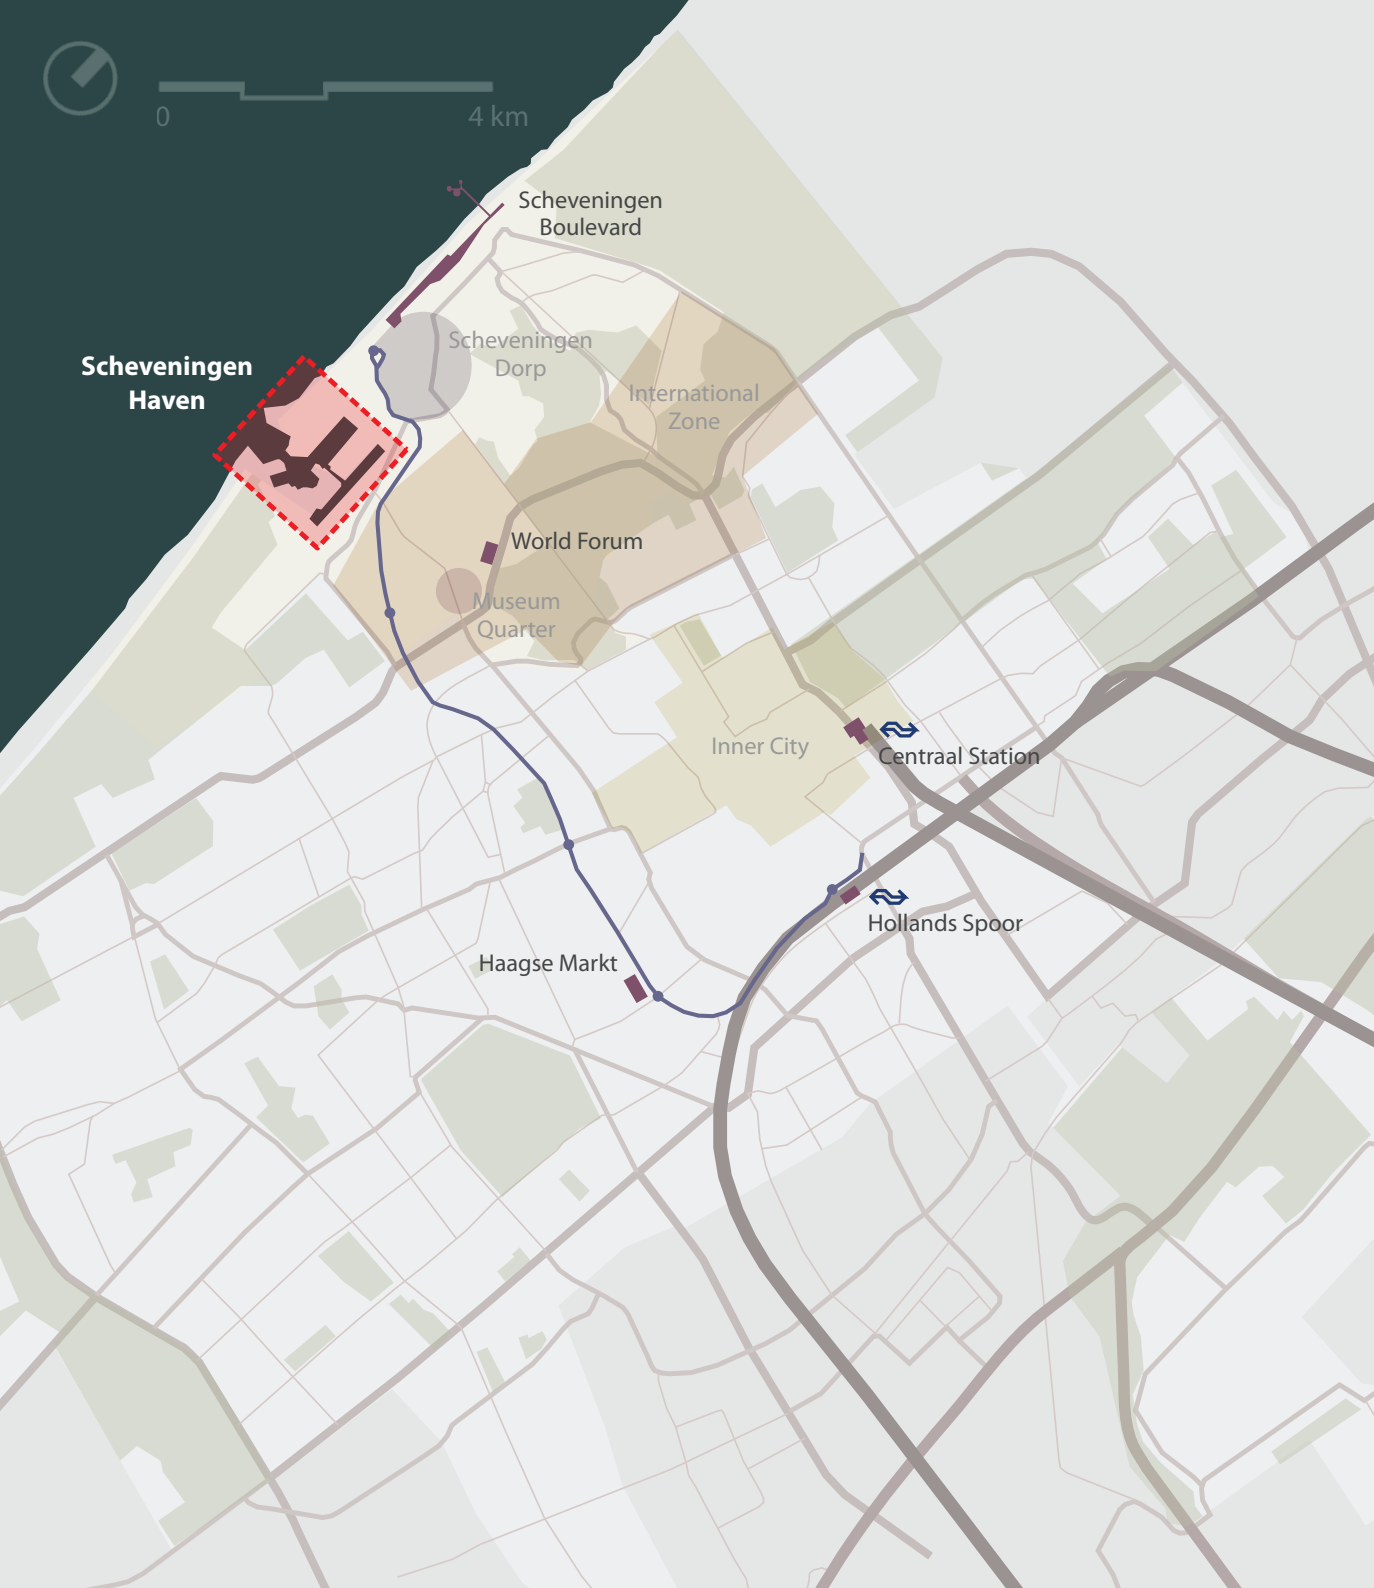 0
4 km
Scheveningen
Boulevard
Scheveningen
Dorp
Scheveningen
Haven
International
Zone
World Forum
Museum
Quarter
Inner City
Centraal Station
Hollands Spoor
Haagse Markt